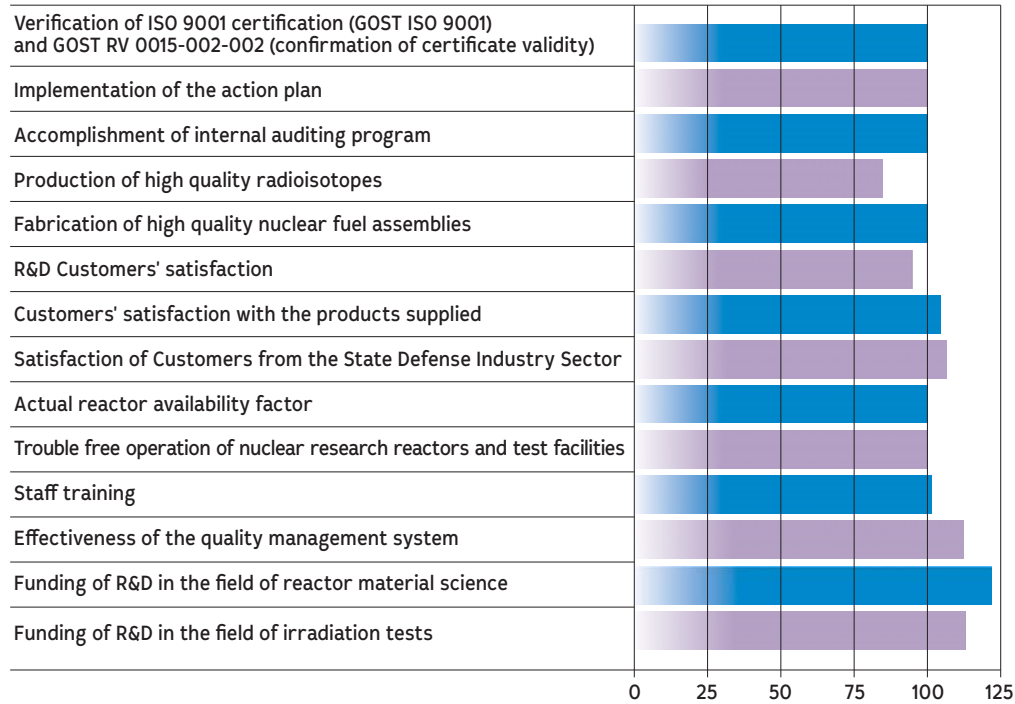 Verification of ISO 9001 certification (GOST ISO 9001)
and GOST RV 0015-002-002 (confirmation of certificate validity)
Implementation of the action plan
Accomplishment of internal auditing program
Production of high quality radioisotopes
Fabrication of high quality nuclear fuel assemblies
R&D Customers' satisfaction
Customers' satisfaction with the products supplied
Satisfaction of Customers from the State Defense Industry Sector
Actual reactor availability factor
Trouble free operation of nuclear research reactors and test facilities
Staff training
Effectiveness of the quality management system
Funding of R&D in the field of reactor material science
Funding of R&D in the field of irradiation tests
0 25 50 75 100 125